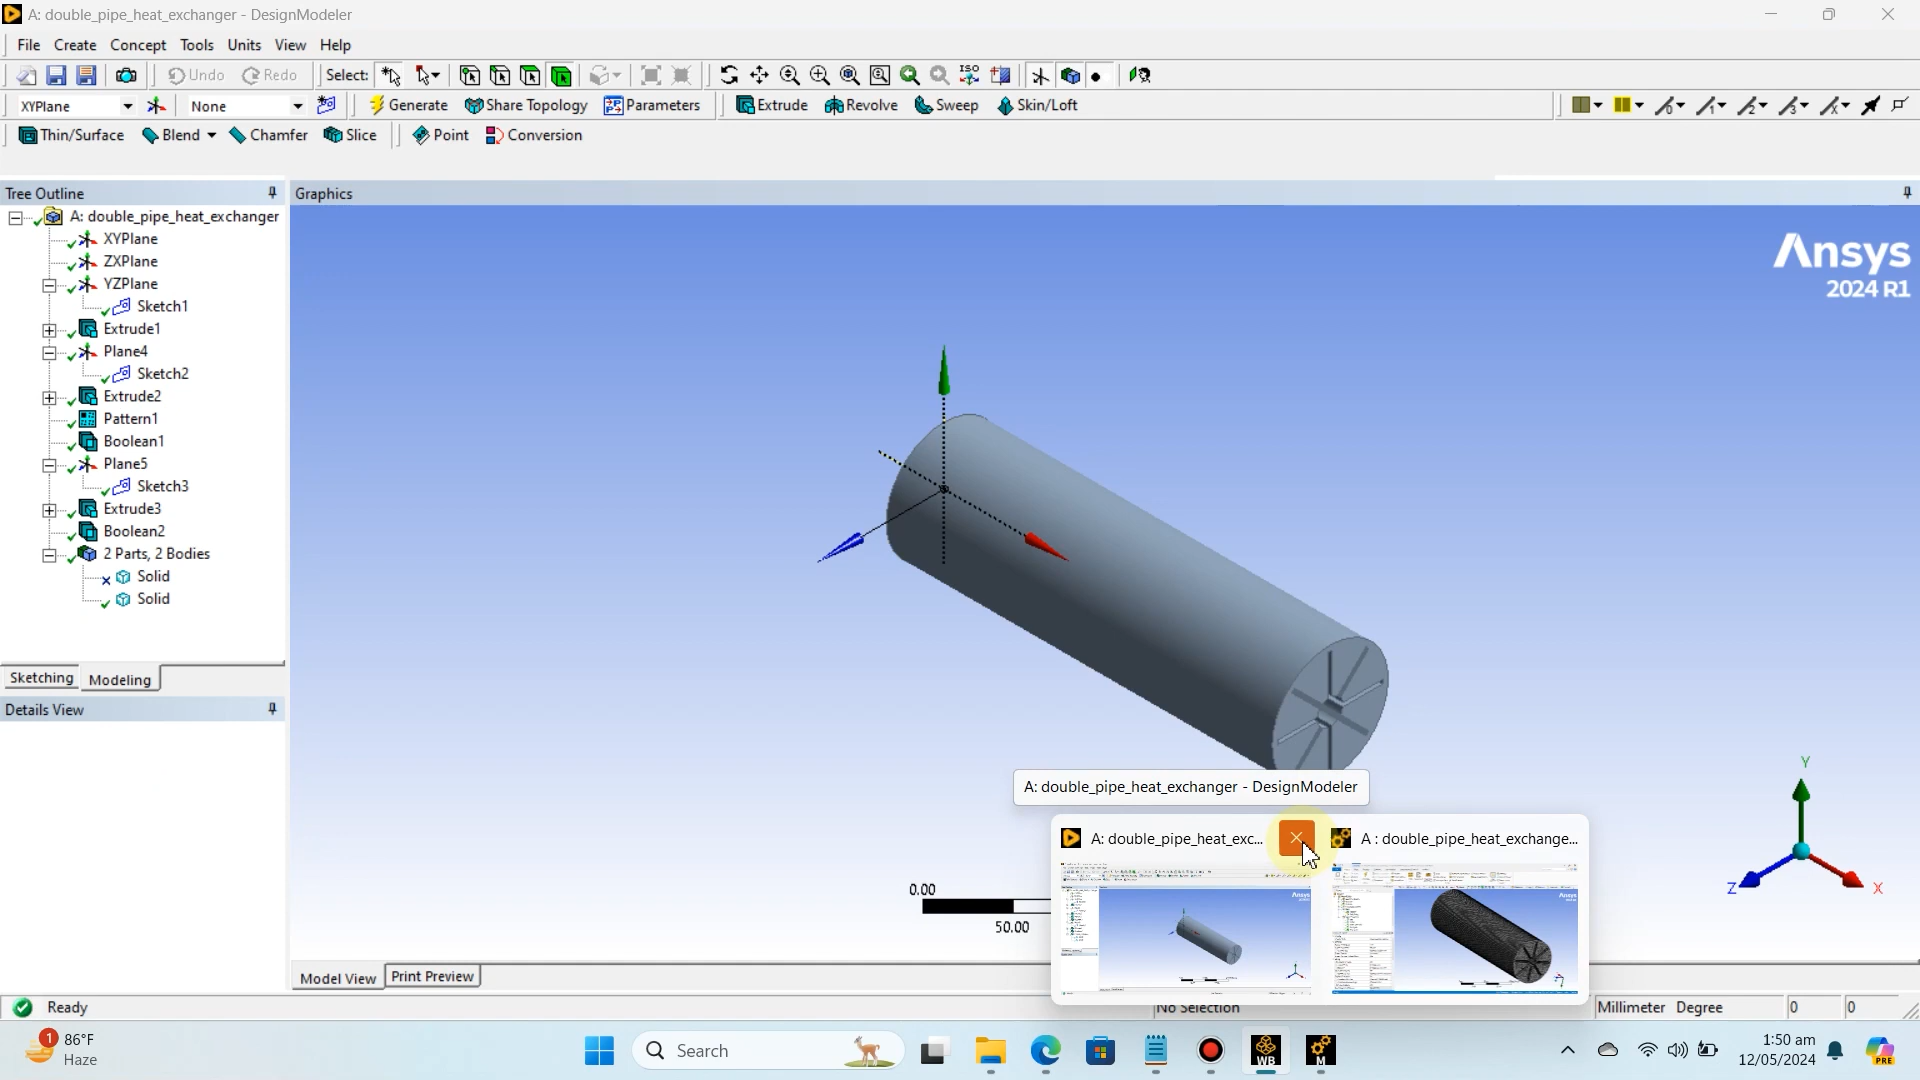 A: double_pipe_heat_exchanger - DesignModeler
File Create Concept Tools Units View Help
Undo Redo Select: ISO
XYPlane None Generate Share Topology Parameters Extrude Revolve Sweep Skin/Loft
Thin/Surface Blend Chamfer Slice Point Conversion
Tree Outline
Graphics
A: double_pipe_heat_exchanger
XYPlane
ZXPlane
YZPlane
Sketch1
Extrude1
Plane4
Sketch2
Extrude2
Pattern1
Boolean1
Plane5
Sketch3
Extrude3
Boolean2
2 Parts, 2 Bodies
Solid
Solid
Sketching Modeling
Details View
Ansys
2024 R1
A: double_pipe_heat_exchanger - DesignModeler
A: double_pipe_heat_exc...
A : double_pipe_heat_exchange...
0.00
50.00
Y
Z
X
Model View Print Preview
Ready
No Selection
Millimeter Degree 0 0
1
86°F
Haze
Search
WB
M
1:50 am
12/05/2024
PRE